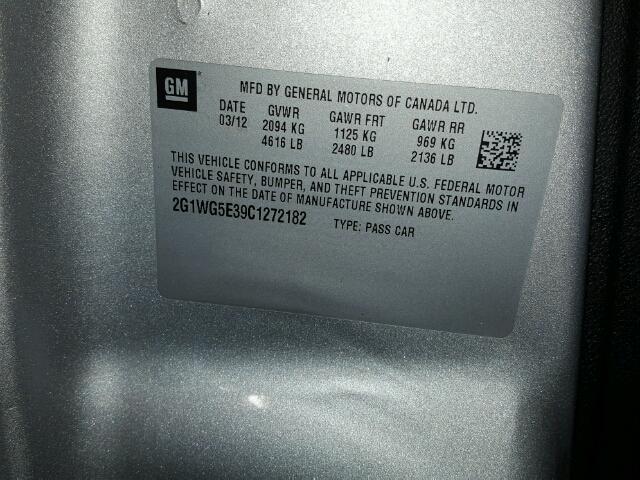 GM
MFD BY GENERAL MOTORS OF CANADA LTD.
DATE GVWR GAWR FRT GAWR RR
03/12 2094 KG 1125 KG 969 KG
4616 LB 2480 LB 2136 LB
THIS VEHICLE CONFORMS TO ALL APPLICABLE U.S. FEDERAL MOTOR
VEHICLE SAFETY, BUMPER, AND THEFT PREVENTION STANDARDS IN
EFFECT ON THE DATE OF MANUFACTURE SHOWN ABOVE.
2G1WG5E39C1272182 TYPE: PASS CAR